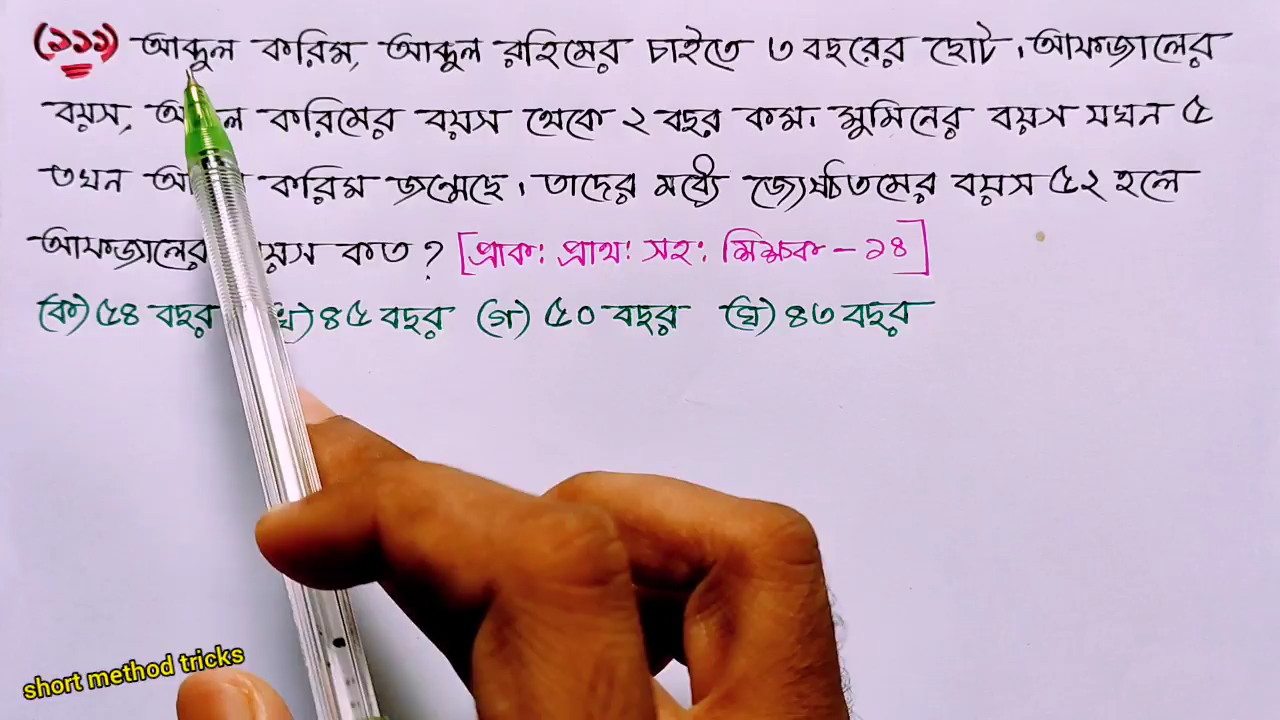 (১১১) আব্দুল করিম, আব্দুল রহিমের চাইতে ৩ বছরের ছোট। আফজালের
বয়স, করিমের বয়স থেকে ২ বছর কম। মুমিনের বয়স যখন ৫
তখন করিম জন্মেছে। তাদের মধ্যে জ্যেষ্ঠতমের বয়স ৫২ হলে
আফজালের বয়স কত? [প্রাক: প্রাথ: সহ: শিক্ষক - ১৪]
(ক) ৫৪ বছর (খ) ৪৫ বছর (গ) ৫০ বছর (ঘ) ৪৩ বছর
short method tricks